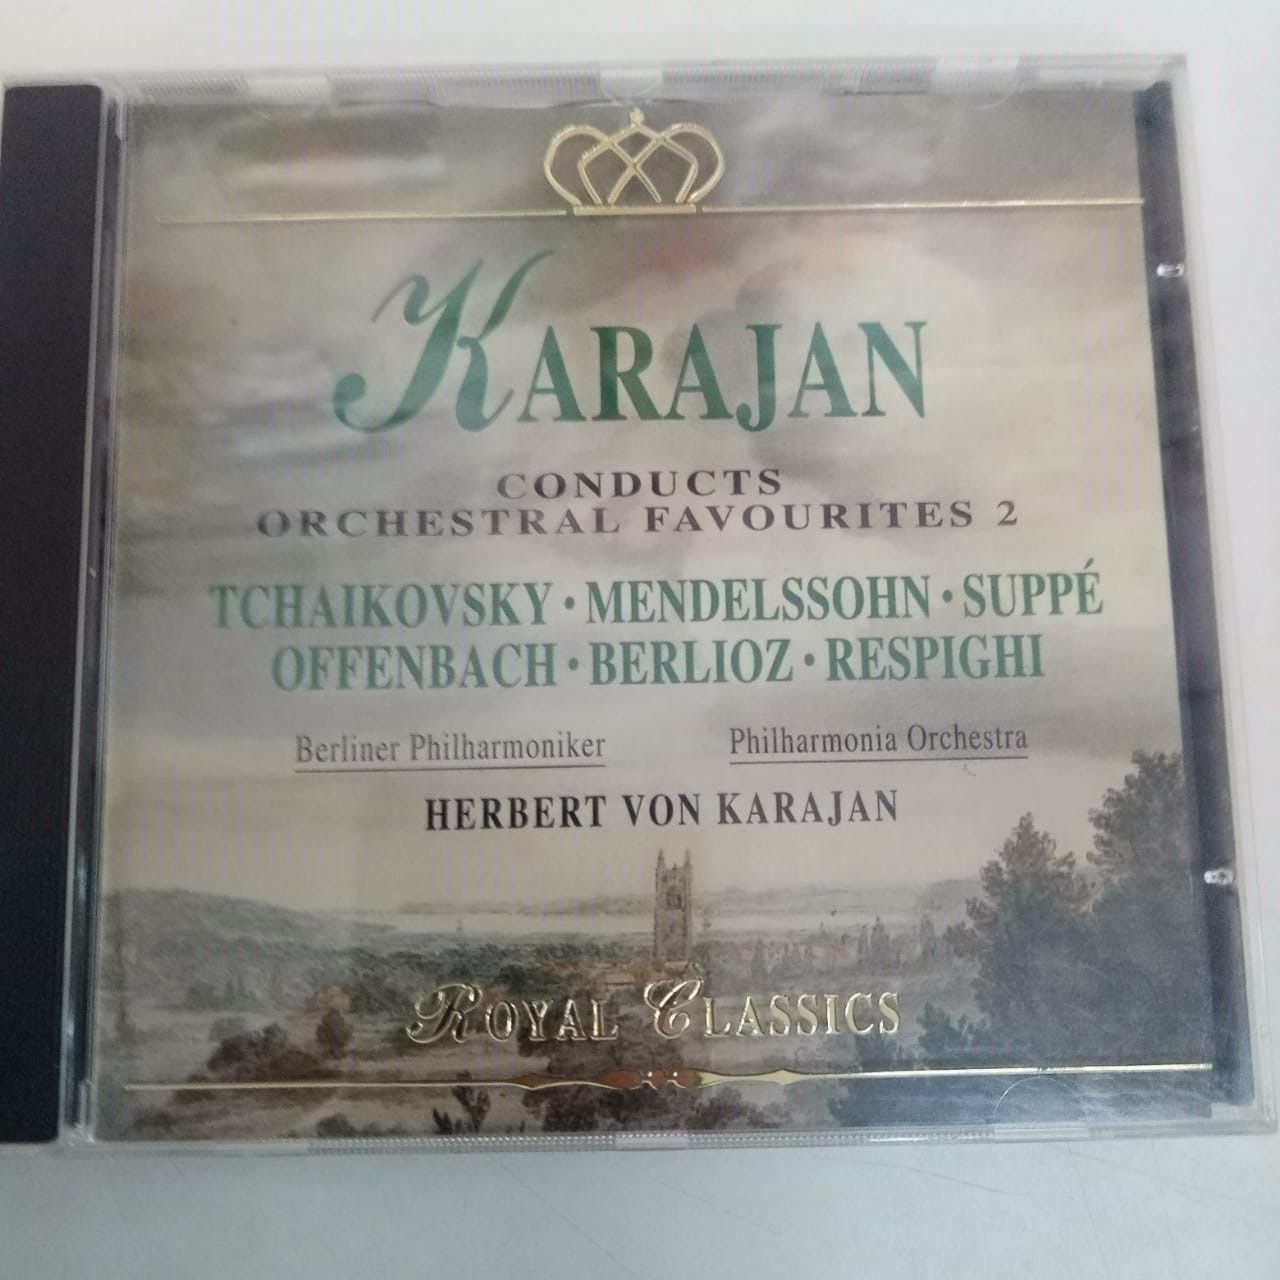 KARAJAN
CONDUCTS
ORCHESTRAL FAVOURITES 2
TCHAIKOVSKY · MENDELSSOHN · SUPPÉ
OFFENBACH · BERLIOZ · RESPIGHI
Berliner Philharmoniker Philharmonia Orchestra
HERBERT VON KARAJAN
ROYAL CLASSICS